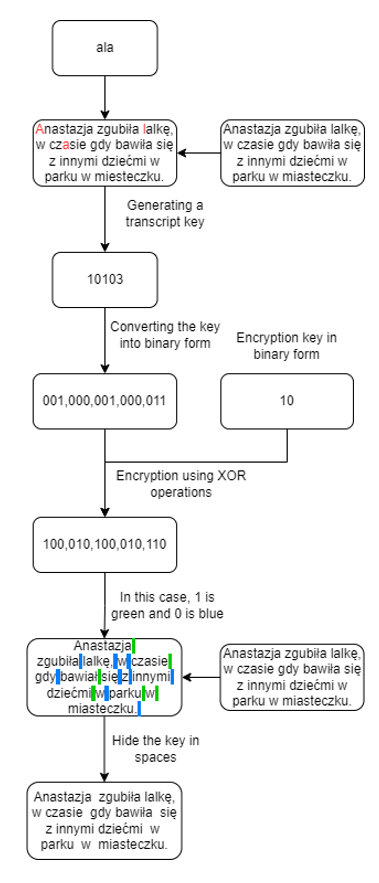 ala
Anastazja zgubiła lalkę,
w czasie gdy bawiła się
z innymi dziećmi w
parku w miesteczku.
Anastazja zgubiła lalkę,
w czasie gdy bawiła się
z innymi dziećmi w
parku w miasteczku.
Generating a
transcript key
10103
Converting the key
into binary form
Encryption key in
binary form
001,000,001,000,011
10
Encryption using XOR
operations
100,010,100,010,110
In this case, 1 is
green and 0 is blue
Anastazja
zgubiła lalkę, w czasie
gdy bawiał się z innymi
dziećmi w parku w
miasteczku.
Anastazja zgubiła lalkę,
w czasie gdy bawiła się
z innymi dziećmi w
parku w miasteczku.
Hide the key in
spaces
Anastazja  zgubiła lalkę,
w czasie  gdy bawiła  się
z innymi dziećmi  w
parku  w  miasteczku.